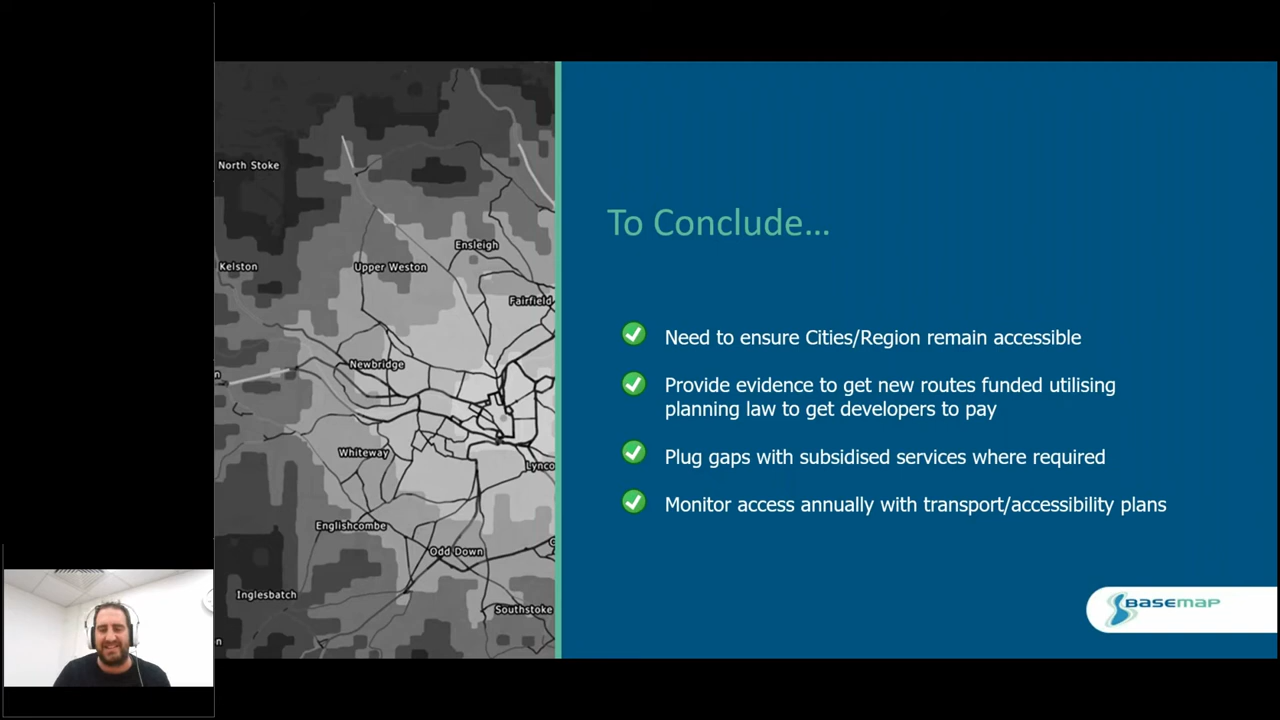 North Stoke
Kelston
Upper Weston
Ensleigh
Fairfield
Newbridge
n
Whiteway
Lynco
Englishcombe
Odd Down
Inglesbatch
Southstoke
n
To Conclude...
Need to ensure Cities/Region remain accessible
Provide evidence to get new routes funded utilising
planning law to get developers to pay
Plug gaps with subsidised services where required
Monitor access annually with transport/accessibility plans
BASEMAP